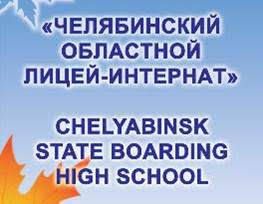 «ЧЕЛЯБИНСКИЙ
ОБЛАСТНОЙ
ЛИЦЕЙ-ИНТЕРНАТ»
CHELYABINSK
STATE BOARDING
HIGH SCHOOL